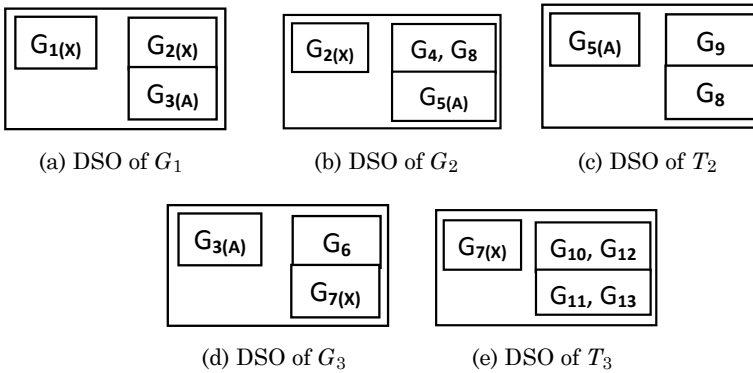 G1(X) G2(X)
G3(A)
(a) DSO of G1
G2(X) G4, G8
G5(A)
(b) DSO of G2
G5(A) G9
G8
(c) DSO of T2
G3(A) G6
G7(X)
(d) DSO of G3
G7(X) G10, G12
G11, G13
(e) DSO of T3